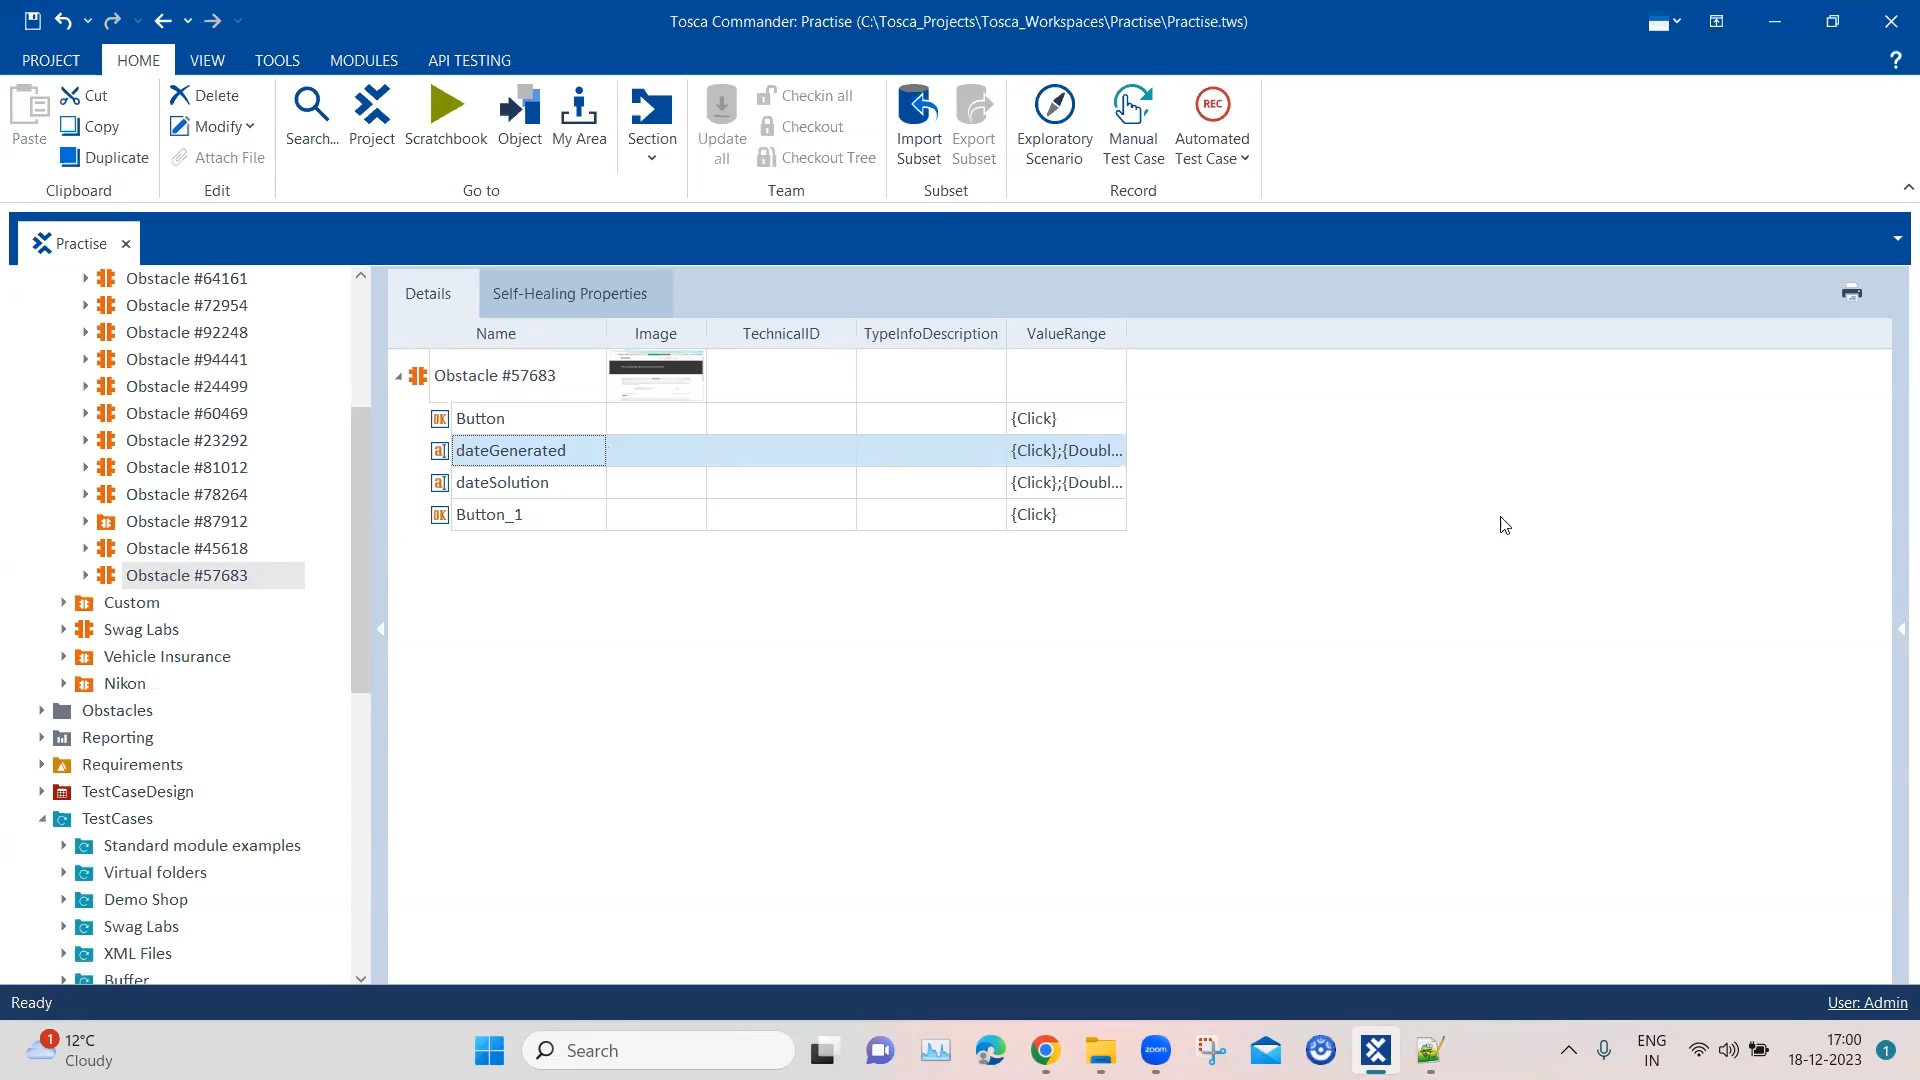 Tosca Commander: Practise (C:\Tosca_Projects\Tosca_Workspaces\Practise\Practise.tws)
PROJECT HOME VIEW TOOLS MODULES API TESTING ?
Paste
Cut
Copy
Duplicate
Clipboard
Delete
Modify
Attach File
Edit
Search...
Project
Scratchbook
Object
My Area
Go to
Section
Update
all
Checkin all
Checkout
Checkout Tree
Team
Import
Subset
Export
Subset
Subset
Exploratory
Scenario
Manual
Test Case
REC
Automated
Test Case
Record
Practise
Obstacle #64161
Obstacle #72954
Obstacle #92248
Obstacle #94441
Obstacle #24499
Obstacle #60469
Obstacle #23292
Obstacle #81012
Obstacle #78264
Obstacle #87912
Obstacle #45618
Obstacle #57683
Custom
Swag Labs
Vehicle Insurance
Nikon
Obstacles
Reporting
Requirements
TestCaseDesign
TestCases
Standard module examples
Virtual folders
Demo Shop
Swag Labs
XML Files
Buffer
Details Self-Healing Properties
Name Image TechnicalID TypeInfoDescription ValueRange
Obstacle #57683
OK Button {Click}
a dateGenerated {Click};{Doubl...
a dateSolution {Click};{Doubl...
OK Button_1 {Click}
Ready User: Admin
1 12°C
Cloudy
Search
zoom
ENG
IN
17:00
18-12-2023
1